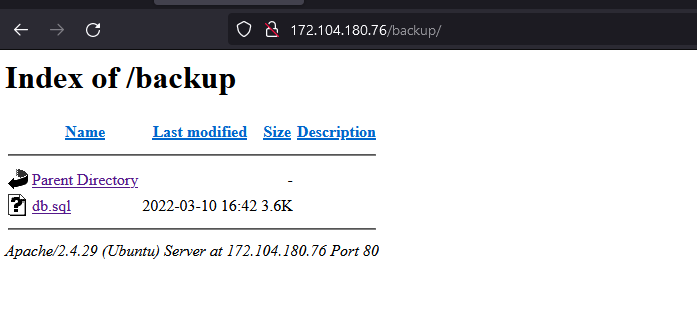 172.104.180.76/backup/
Index of /backup
Name Last modified Size Description
Parent Directory -
db.sql 2022-03-10 16:42 3.6K
Apache/2.4.29 (Ubuntu) Server at 172.104.180.76 Port 80